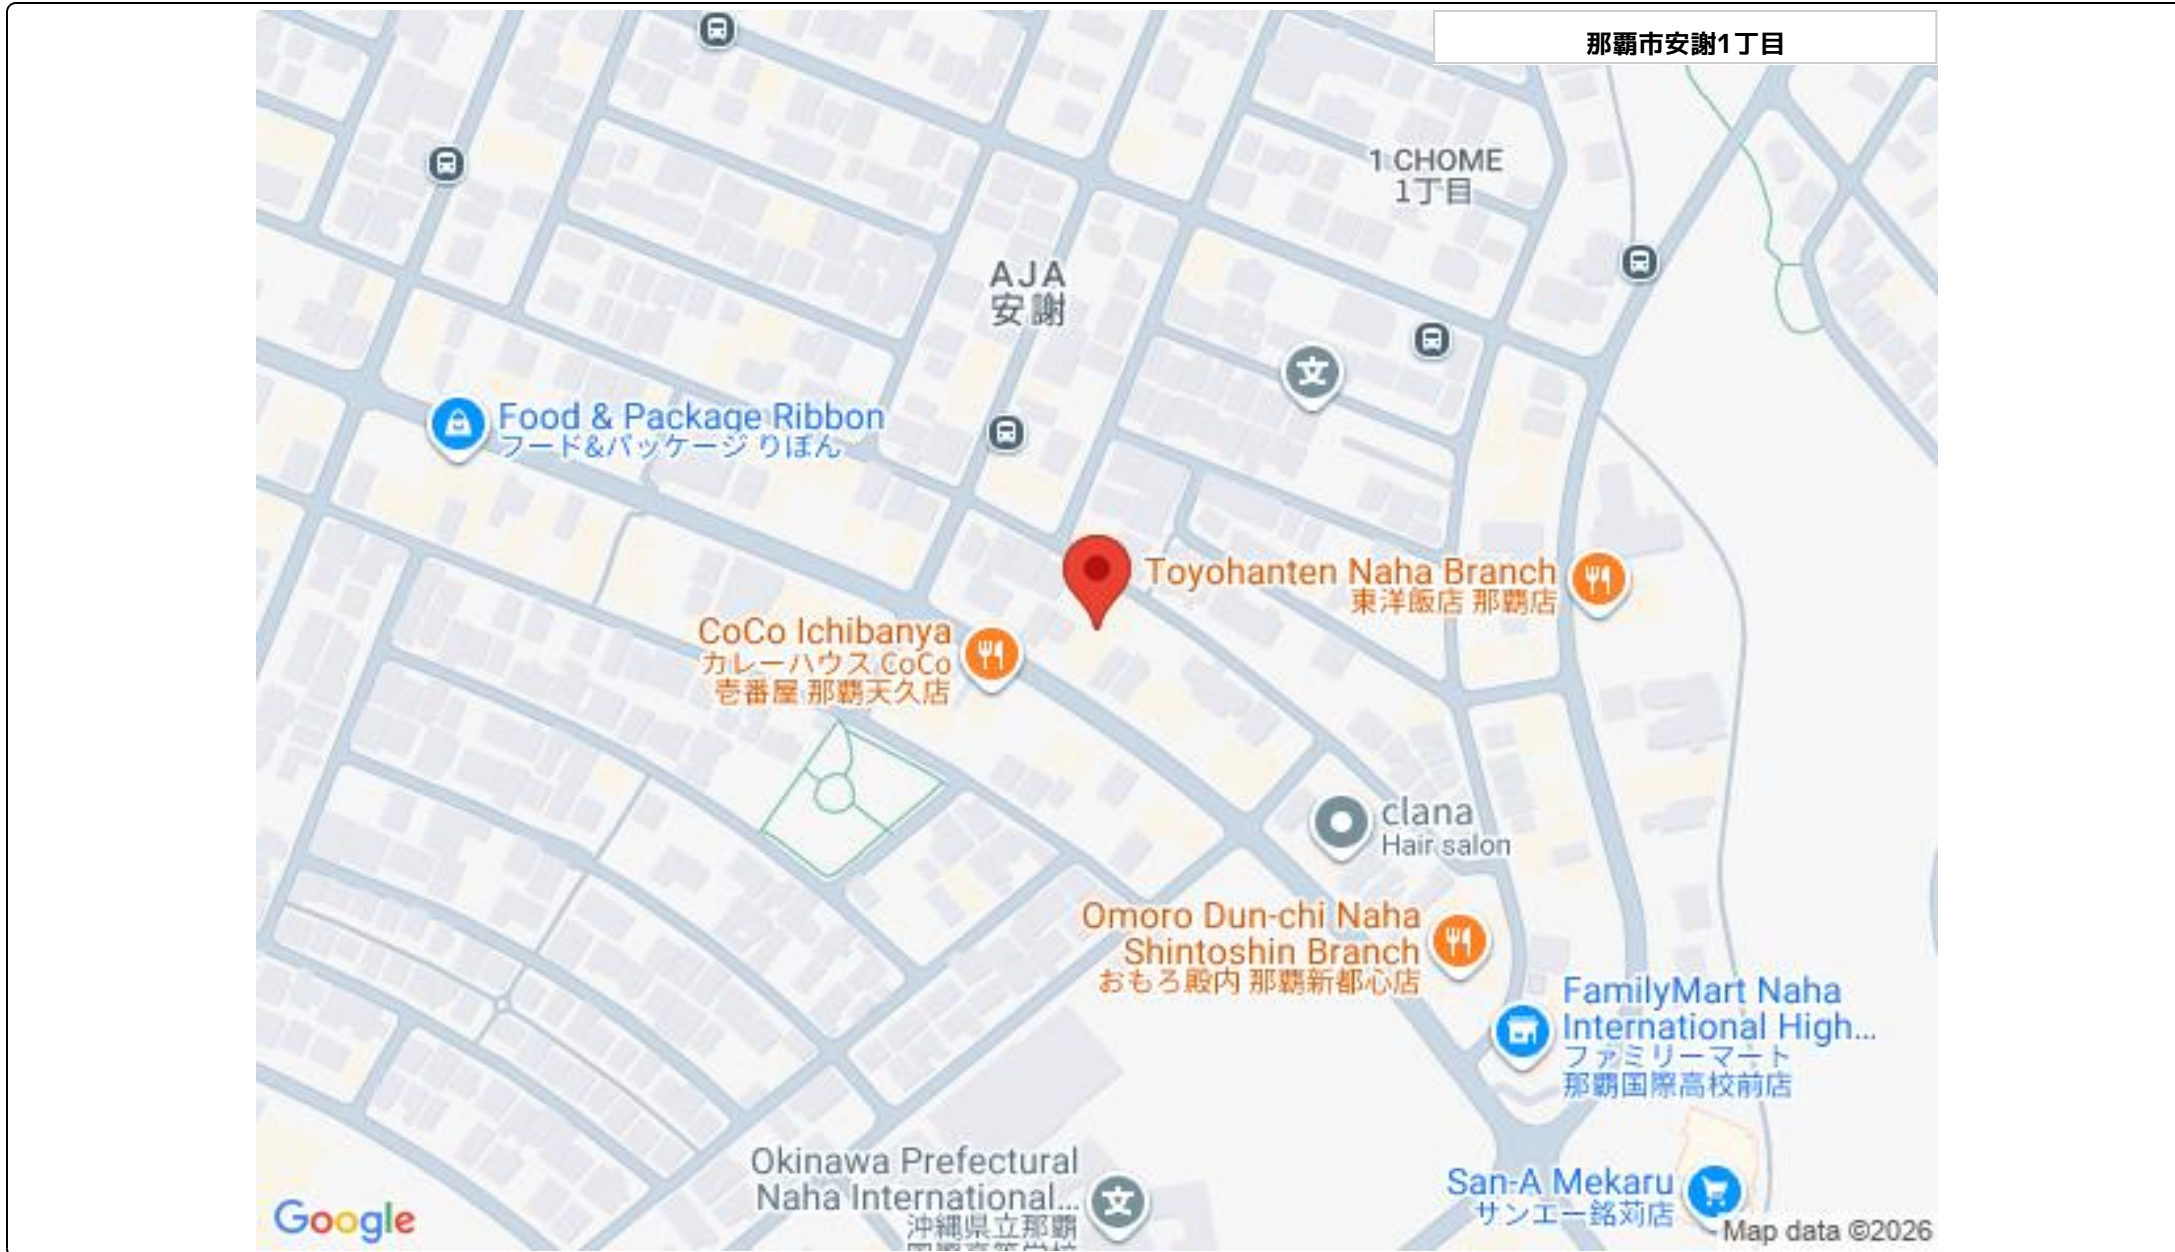 那覇市安謝1丁目
1 CHOME
1丁目
AJA
安謝
Food & Package Ribbon
フード&パッケージ りぼん
Toyohanten Naha Branch
東洋飯店 那覇店
CoCo Ichibanya
カレーハウス CoCo
壱番屋 那覇天久店
clana
Hair salon
Omoro Dun-chi Naha
Shintoshin Branch
おもろ殿内 那覇新都心店
FamilyMart Naha
International High...
ファミリーマート
那覇国際高校前店
Okinawa Prefectural
Naha International...
沖縄県立那覇
国際高等学校
San-A Mekaru
サンエー銘苅店
Google
Map data ©2026